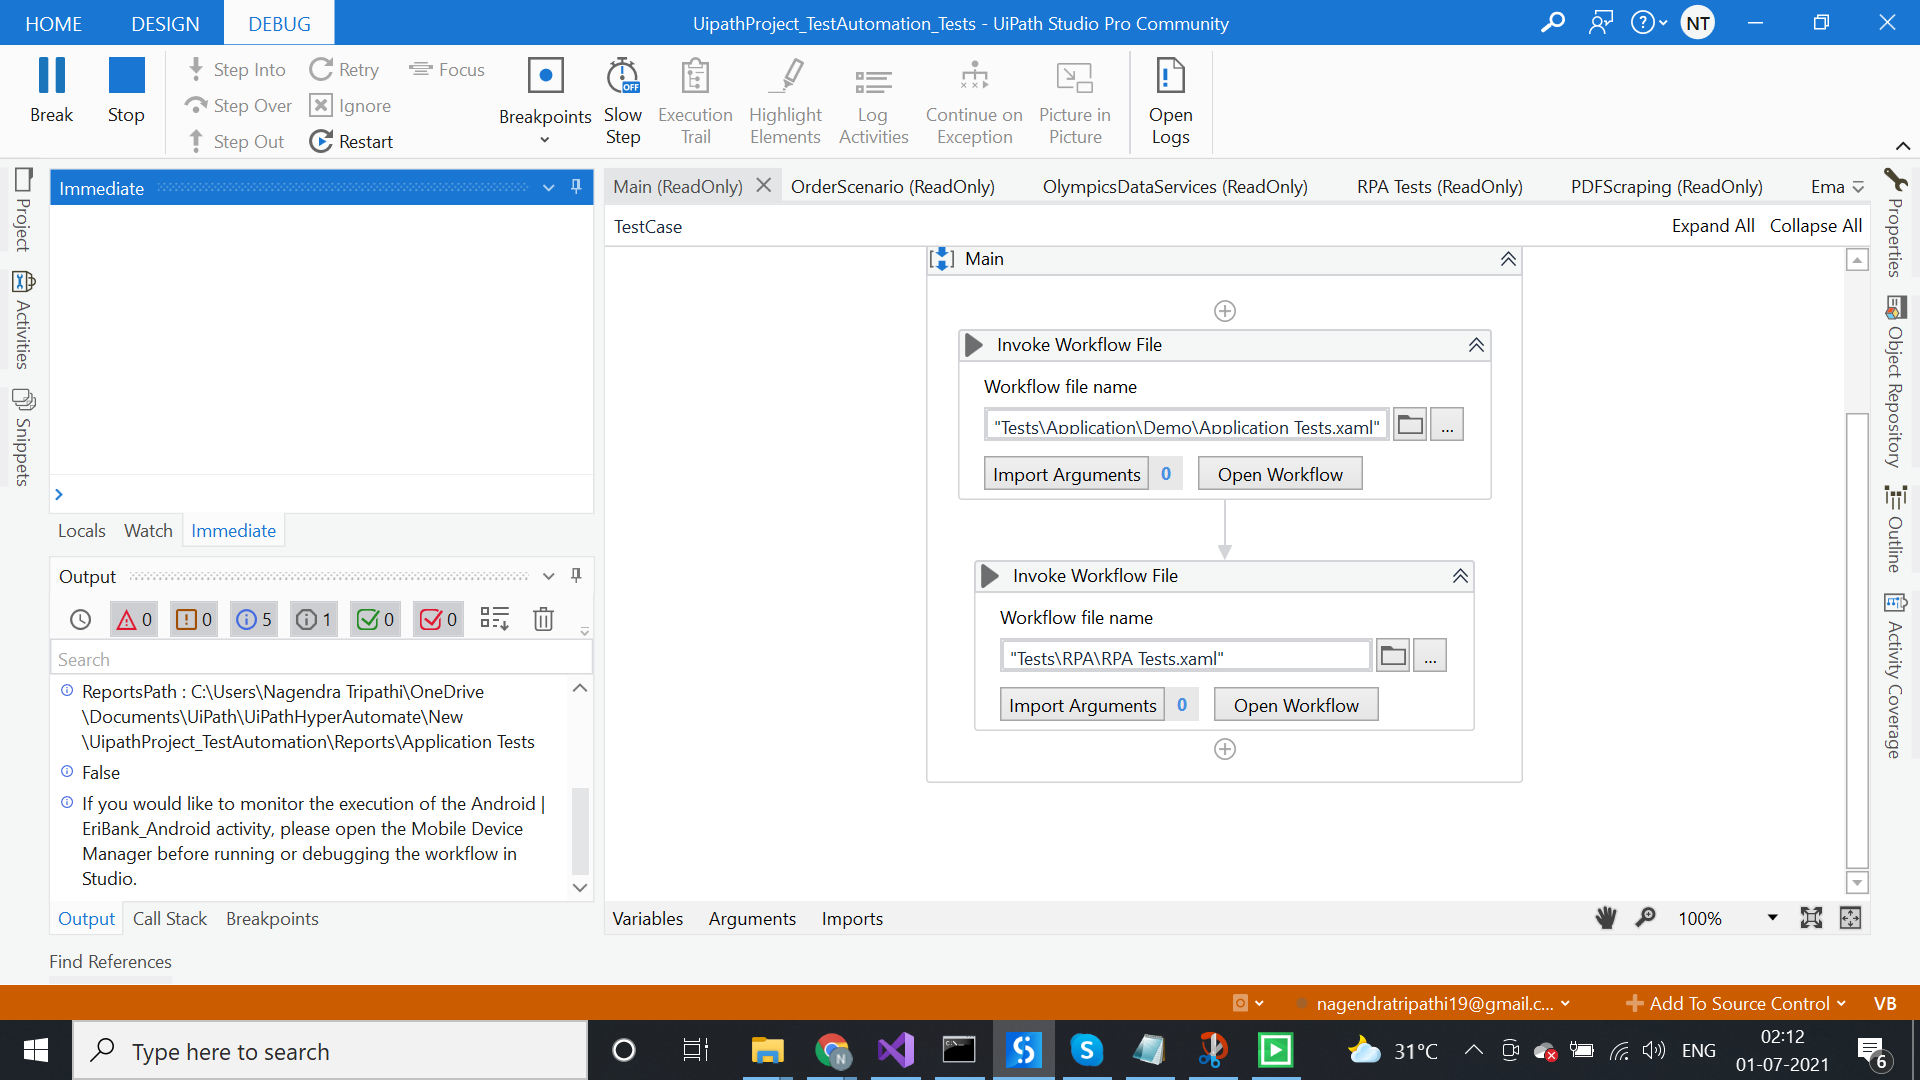 HOME DESIGN DEBUG UipathProject_TestAutomation_Tests - UiPath Studio Pro Community NT
Break Stop
Step Into Retry Focus
Step Over Ignore
Step Out Restart
Breakpoints
Slow Step
OFF
Execution Trail
Highlight Elements
Log Activities
Continue on Exception
Picture in Picture
Open Logs
Project
Activities
Snippets
Immediate
Locals Watch Immediate
Output
0 0 5 1 0 0
Search
ReportsPath : C:\Users\Nagendra Tripathi\OneDrive
\Documents\UiPath\UiPathHyperAutomate\New
\UipathProject_TestAutomation\Reports\Application Tests
False
If you would like to monitor the execution of the Android |
EriBank_Android activity, please open the Mobile Device
Manager before running or debugging the workflow in
Studio.
Output Call Stack Breakpoints
Find References
Main (ReadOnly) OrderScenario (ReadOnly) OlympicsDataServices (ReadOnly) RPA Tests (ReadOnly) PDFScraping (ReadOnly) Ema
TestCase Expand All Collapse All
Main
Invoke Workflow File
Workflow file name
"Tests\Application\Demo\Application Tests.xaml" ...
Import Arguments 0 Open Workflow
Invoke Workflow File
Workflow file name
"Tests\RPA\RPA Tests.xaml" ...
Import Arguments 0 Open Workflow
Variables Arguments Imports 100%
Properties
Object Repository
Outline
Activity Coverage
nagendratripathi19@gmail.c... Add To Source Control VB
Type here to search
N
31°C ENG
02:12
01-07-2021
6